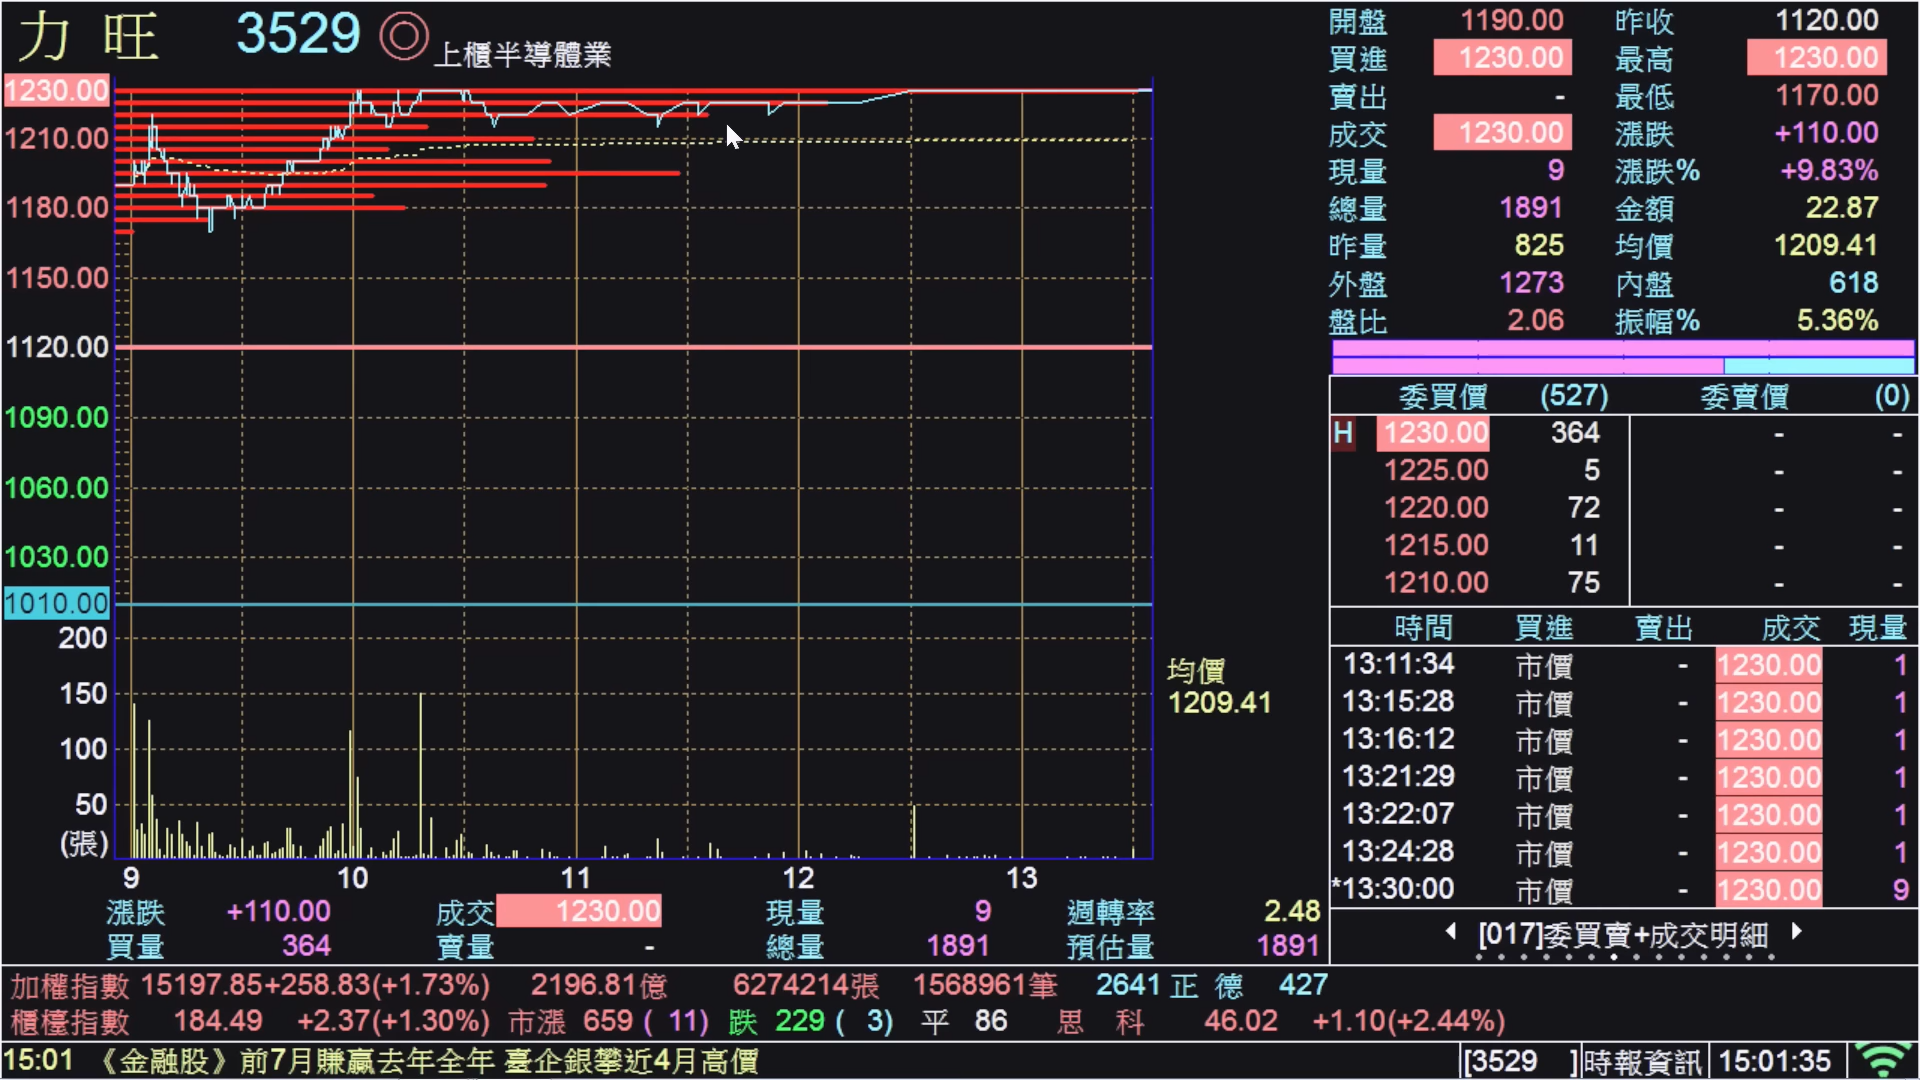 力旺 3529 上櫃半導體業
1230.00
1210.00
1180.00
1150.00
1120.00
1090.00
1060.00
1030.00
1010.00
200
150
100
50
(張)
9 10 11 12 13
均價
1209.41
開盤 1190.00 昨收 1120.00
買進 1230.00 最高 1230.00
賣出 - 最低 1170.00
成交 1230.00 漲跌 +110.00
現量 9 漲跌% +9.83%
總量 1891 金額 22.87
昨量 825 均價 1209.41
外盤 1273 內盤 618
盤比 2.06 振幅% 5.36%
委買價 (527) 委賣價 (0)
H 1230.00 364 - -
1225.00 5 - -
1220.00 72 - -
1215.00 11 - -
1210.00 75 - -
時間 買進 賣出 成交 現量
13:11:34 市價 - 1230.00 1
13:15:28 市價 - 1230.00 1
13:16:12 市價 - 1230.00 1
13:21:29 市價 - 1230.00 1
13:22:07 市價 - 1230.00 1
13:24:28 市價 - 1230.00 1
*13:30:00 市價 - 1230.00 9
[017]委買賣+成交明細
漲跌 +110.00 成交 1230.00 現量 9 週轉率 2.48
買量 364 賣量 - 總量 1891 預估量 1891
加權指數 15197.85+258.83(+1.73%) 2196.81億 6274214張 1568961筆 2641 正德 427
櫃檯指數 184.49 +2.37(+1.30%) 市漲 659 ( 11) 跌 229 ( 3) 平 86 思科 46.02 +1.10(+2.44%)
15:01 《金融股》前7月賺贏去年全年 臺企銀攀近4月高價 [3529 ]時報資訊 15:01:35